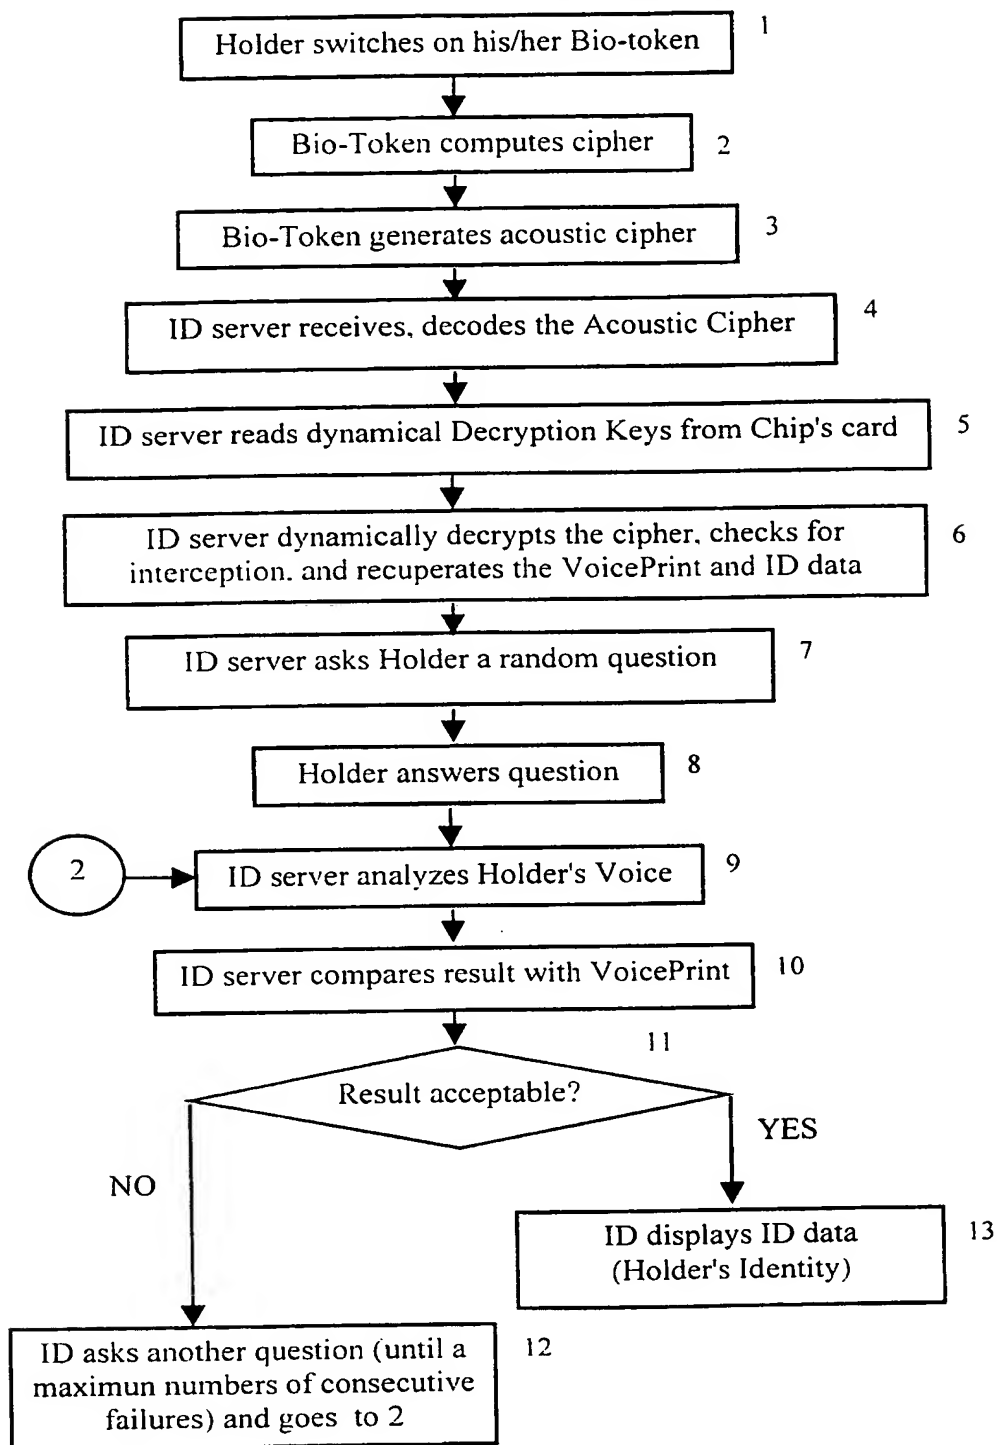 Holder switches on his/her Bio-token
1
Bio-Token computes cipher
2
Bio-Token generates acoustic cipher
3
ID server receives, decodes the Acoustic Cipher
4
ID server reads dynamical Decryption Keys from Chip's card
5
ID server dynamically decrypts the cipher, checks for
interception, and recuperates the VoicePrint and ID data
6
ID server asks Holder a random question
7
Holder answers question
8
2
ID server analyzes Holder's Voice
9
ID server compares result with VoicePrint
10
11
Result acceptable?
YES
NO
ID displays ID data
(Holder's Identity)
13
ID asks another question (until a
maximun numbers of consecutive
failures) and goes to 2
12